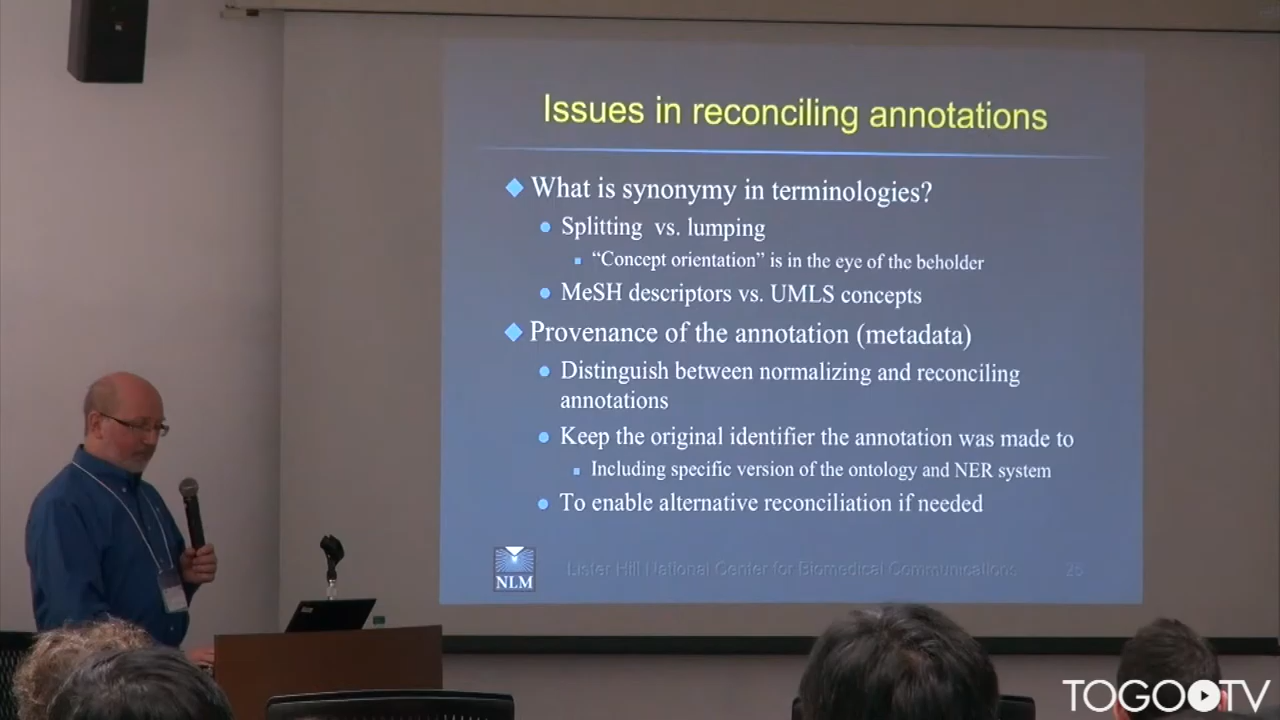 Issues in reconciling annotations
What is synonymy in terminologies?
Splitting vs. lumping
“Concept orientation” is in the eye of the beholder
MeSH descriptors vs. UMLS concepts
Provenance of the annotation (metadata)
Distinguish between normalizing and reconciling
annotations
Keep the original identifier the annotation was made to
Including specific version of the ontology and NER system
To enable alternative reconciliation if needed
NLM
Lister Hill National Center for Biomedical Communications
TOGOTV